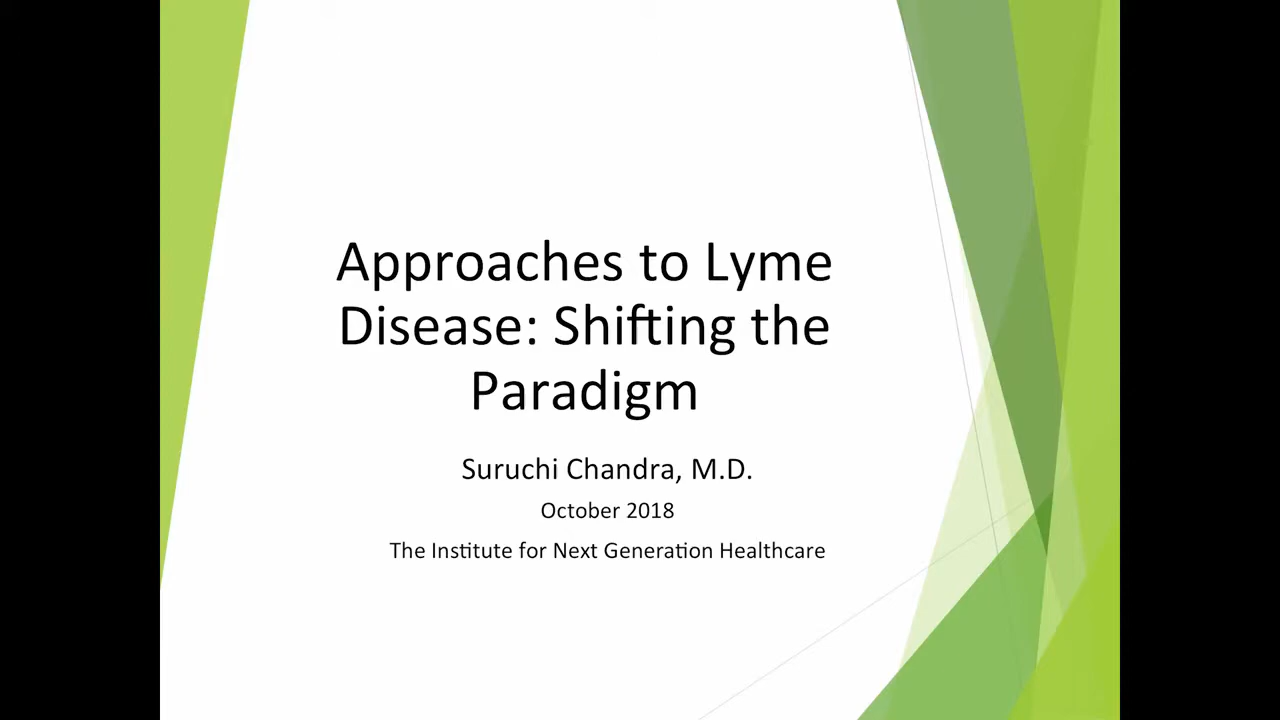 Approaches to Lyme
Disease: Shifting the
Paradigm
Suruchi Chandra, M.D.
October 2018
The Institute for Next Generation Healthcare